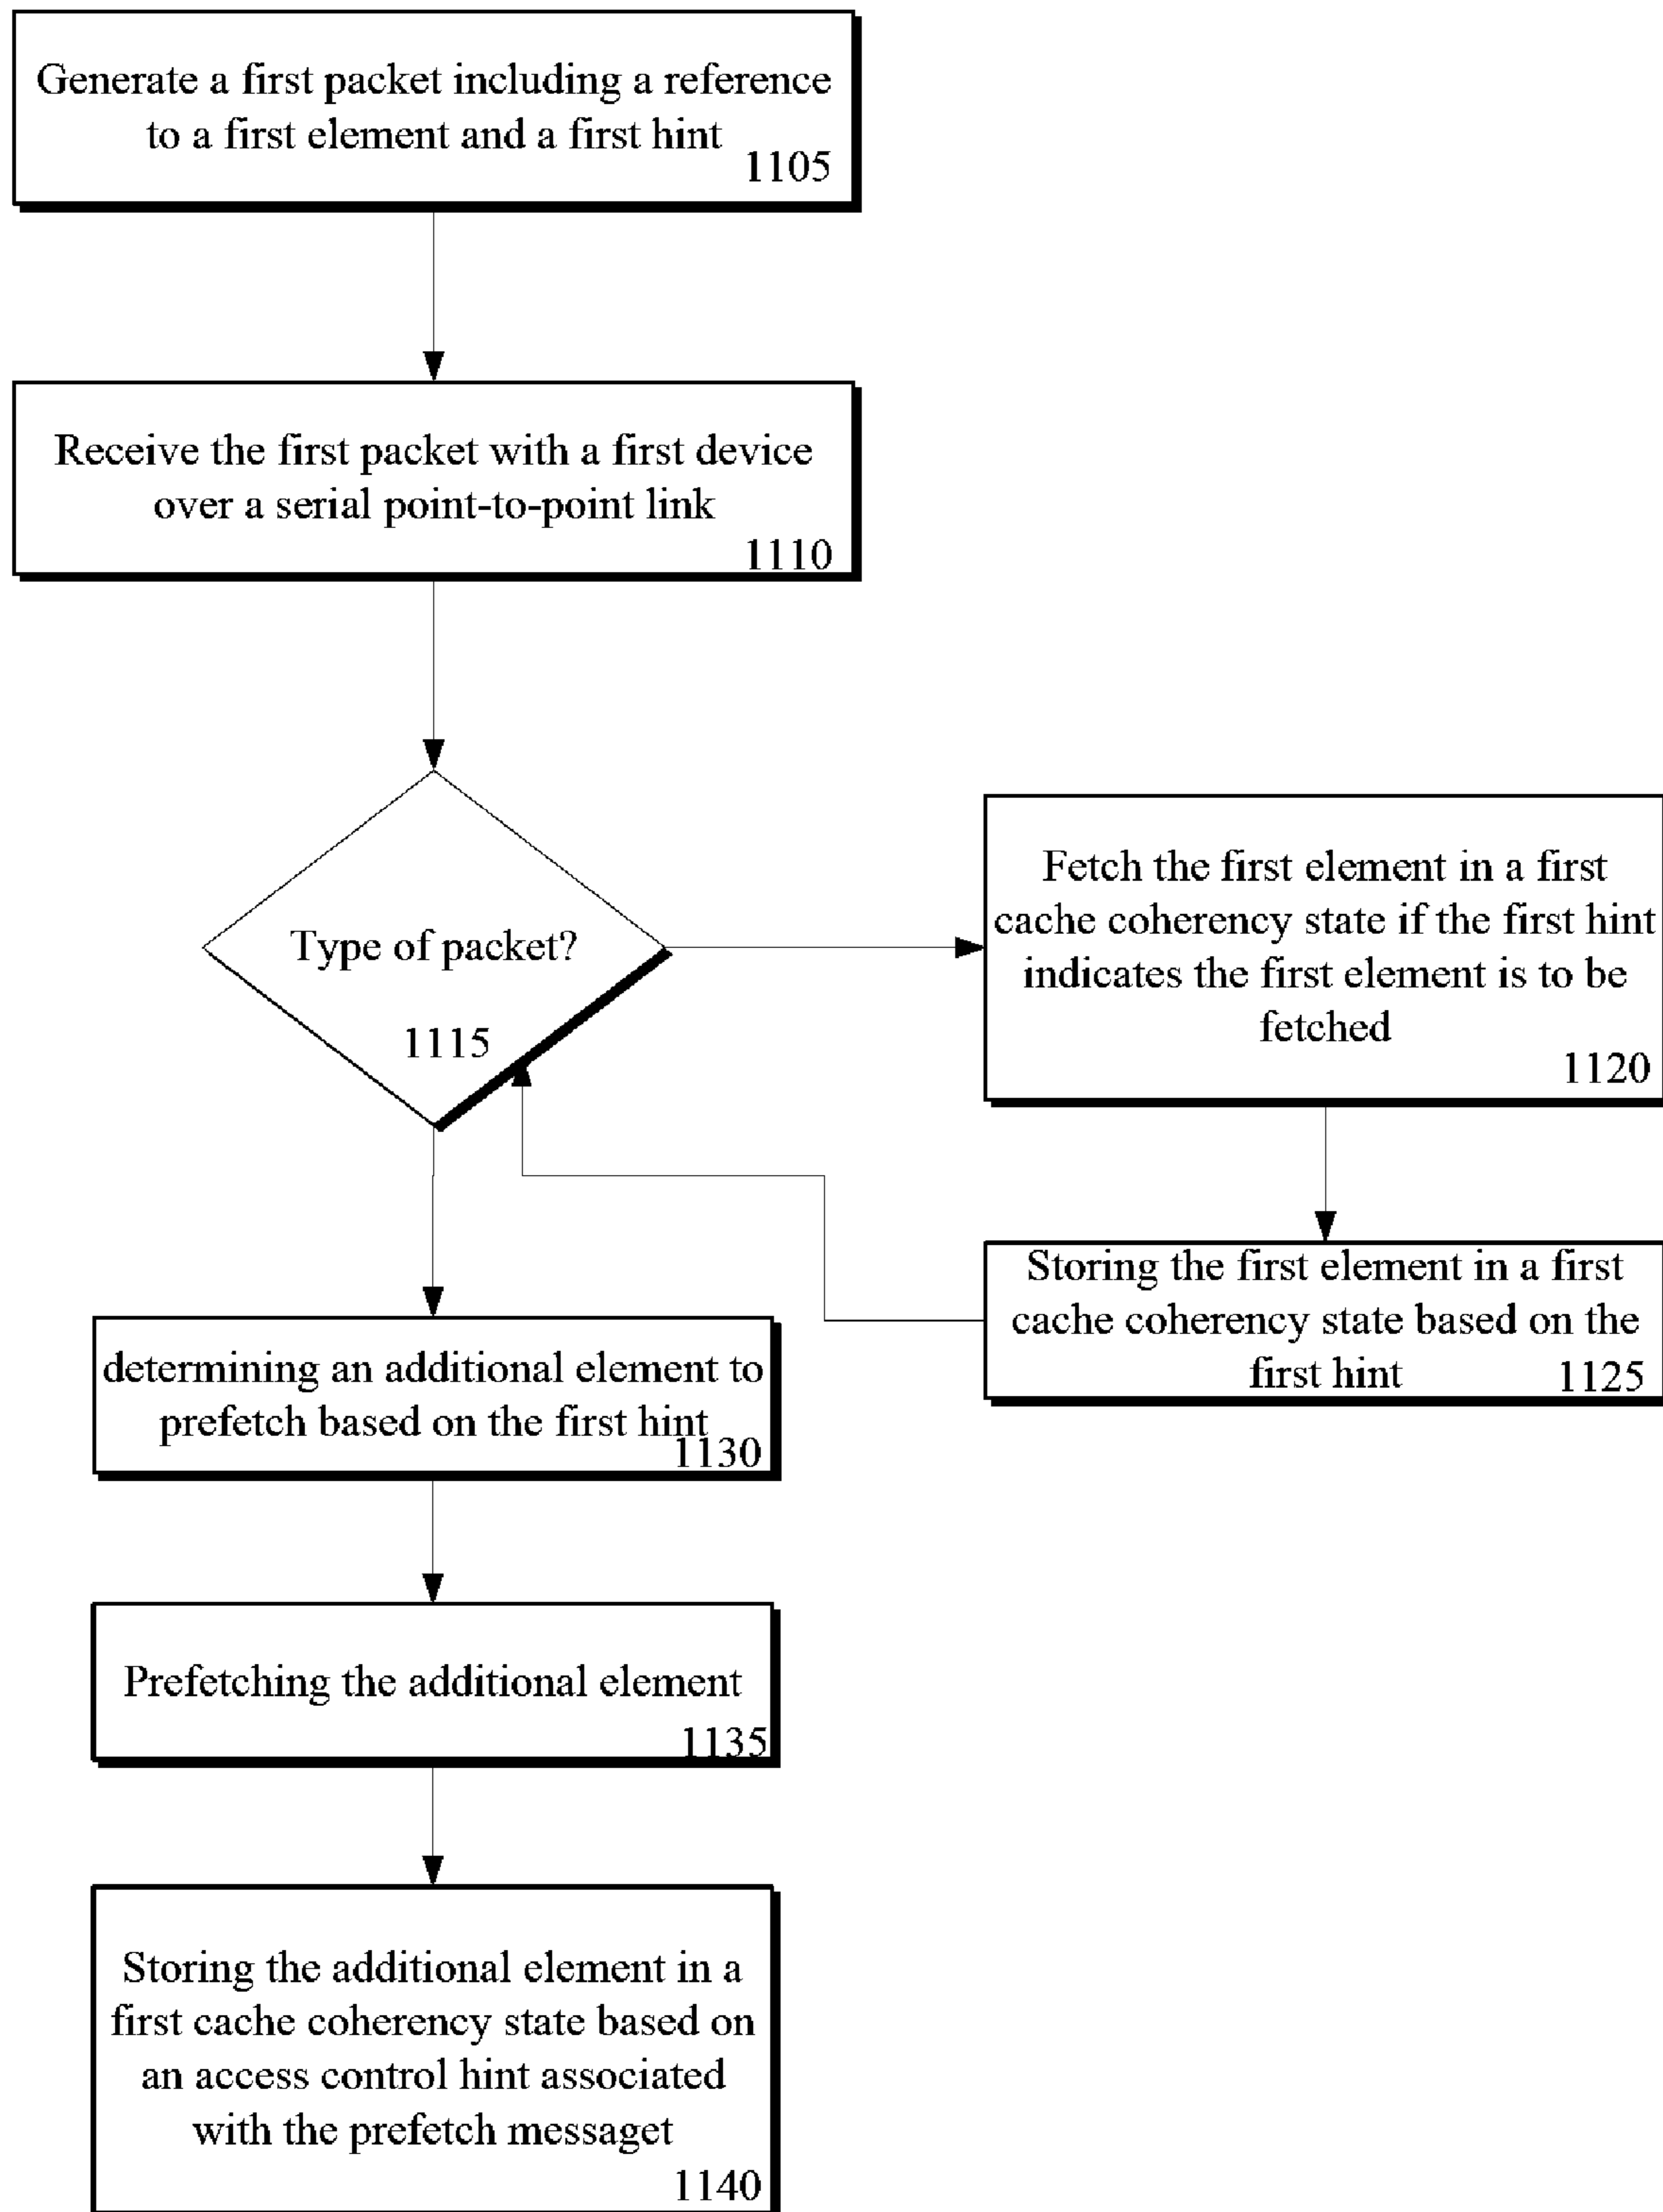 Generate a first packet including a reference
to a first element and a first hint
1105
Receive the first packet with a first device
over a serial point-to-point link
1110
Type of packet?
1115
Fetch the first element in a first
cache coherency state if the first hint
indicates the first element is to be
fetched
1120
Storing the first element in a first
cache coherency state based on the
first hint
1125
determining an additional element to
prefetch based on the first hint
1130
Prefetching the additional element
1135
Storing the additional element in a
first cache coherency state based on
an access control hint associated
with the prefetch messaget
1140